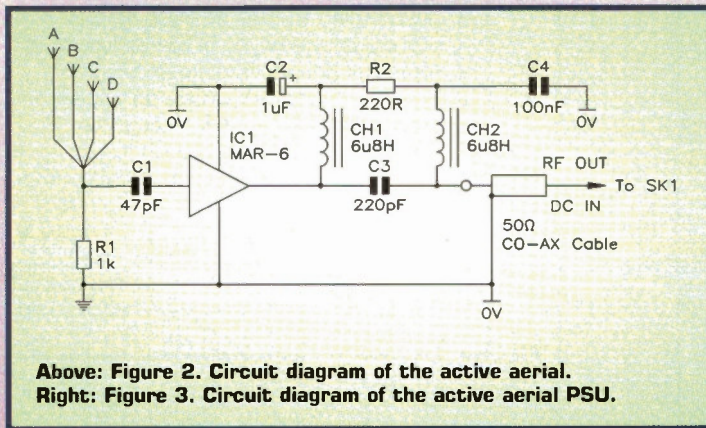 A
B
C
D
C2
1uF
+
R2
220R
C4
100nF
0V
0V
IC1
MAR-6
CH1
6u8H
CH2
6u8H
C1
47pF
C3
220pF
RF OUT
To SK1
DC IN
R1
1k
50Ω
CO-AX Cable
0V
Above: Figure 2. Circuit diagram of the active aerial.
Right: Figure 3. Circuit diagram of the active aerial PSU.